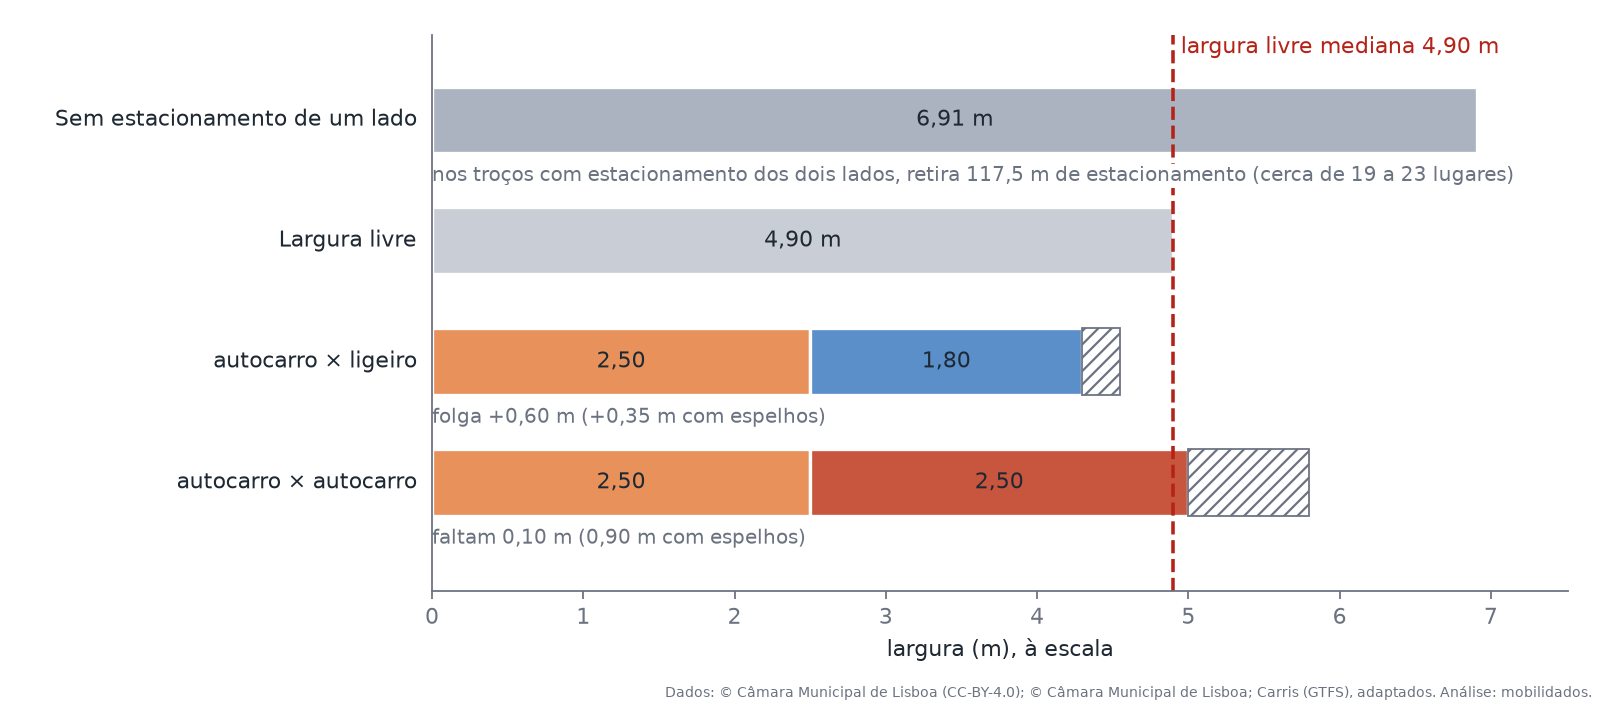 largura livre mediana 4,90 m
Sem estacionamento de um lado
6,91 m
nos troços com estacionamento dos dois lados, retira 117,5 m de estacionamento (cerca de 19 a 23 lugares)
Largura livre
4,90 m
autocarro × ligeiro
2,50
1,80
folga +0,60 m (+0,35 m com espelhos)
autocarro × autocarro
2,50
2,50
faltam 0,10 m (0,90 m com espelhos)
0 1 2 3 4 5 6 7
largura (m), à escala
Dados: © Câmara Municipal de Lisboa (CC-BY-4.0); © Câmara Municipal de Lisboa; Carris (GTFS), adaptados. Análise: mobilidados.